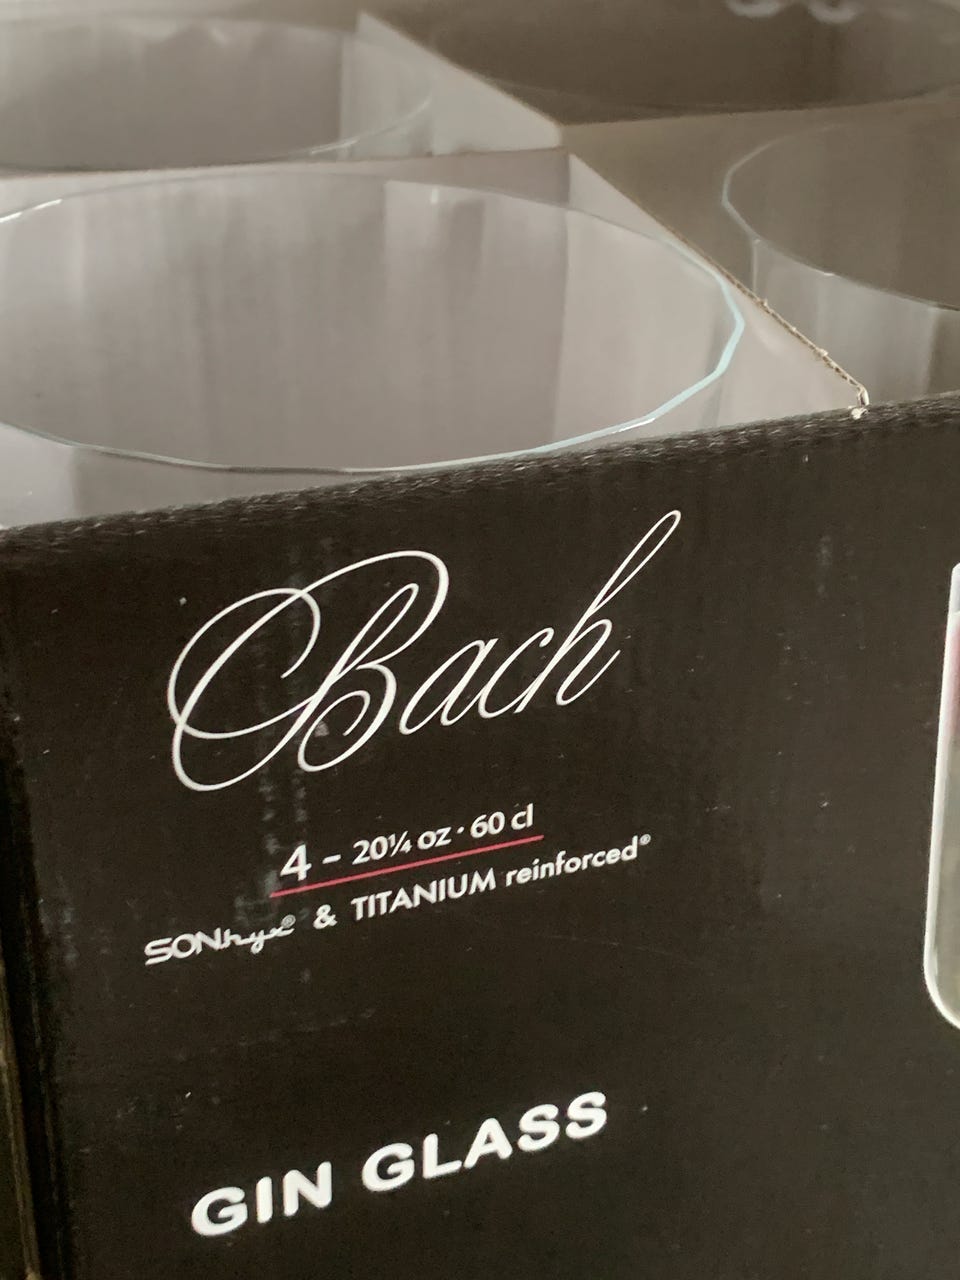 Bach
4 - 20¼ oz · 60 cl
SONhyx® & TITANIUM reinforced®
GIN GLASS